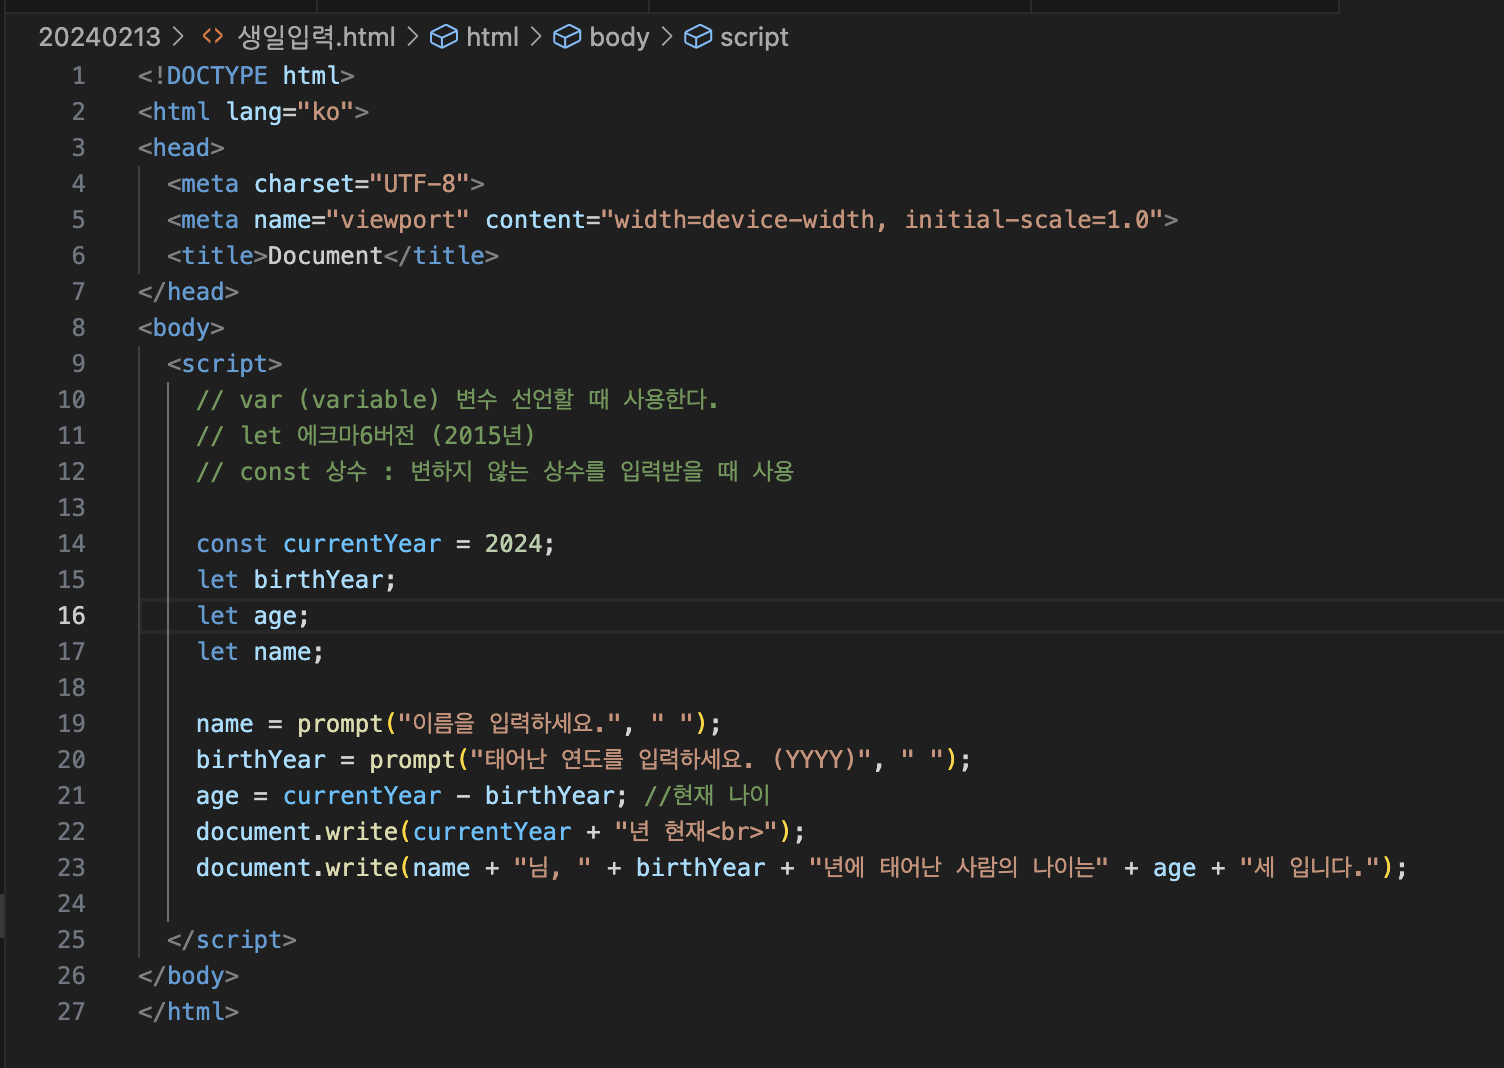 20240213 > <> 생일입력.html > html > body > script
1 <!DOCTYPE html>
2 <html lang="ko">
3 <head>
4   <meta charset="UTF-8">
5   <meta name="viewport" content="width=device-width, initial-scale=1.0">
6   <title>Document</title>
7 </head>
8 <body>
9   <script>
10     // var (variable) 변수 선언할 때 사용한다.
11     // let 에크마6버전 (2015년)
12     // const 상수 : 변하지 않는 상수를 입력받을 때 사용
13
14     const currentYear = 2024;
15     let birthYear;
16     let age;
17     let name;
18
19     name = prompt("이름을 입력하세요.", " ");
20     birthYear = prompt("태어난 연도를 입력하세요. (YYYY)", " ");
21     age = currentYear - birthYear; //현재 나이
22     document.write(currentYear + "년 현재<br>");
23     document.write(name + "님, " + birthYear + "년에 태어난 사람의 나이는" + age + "세 입니다.");
24
25   </script>
26 </body>
27 </html>